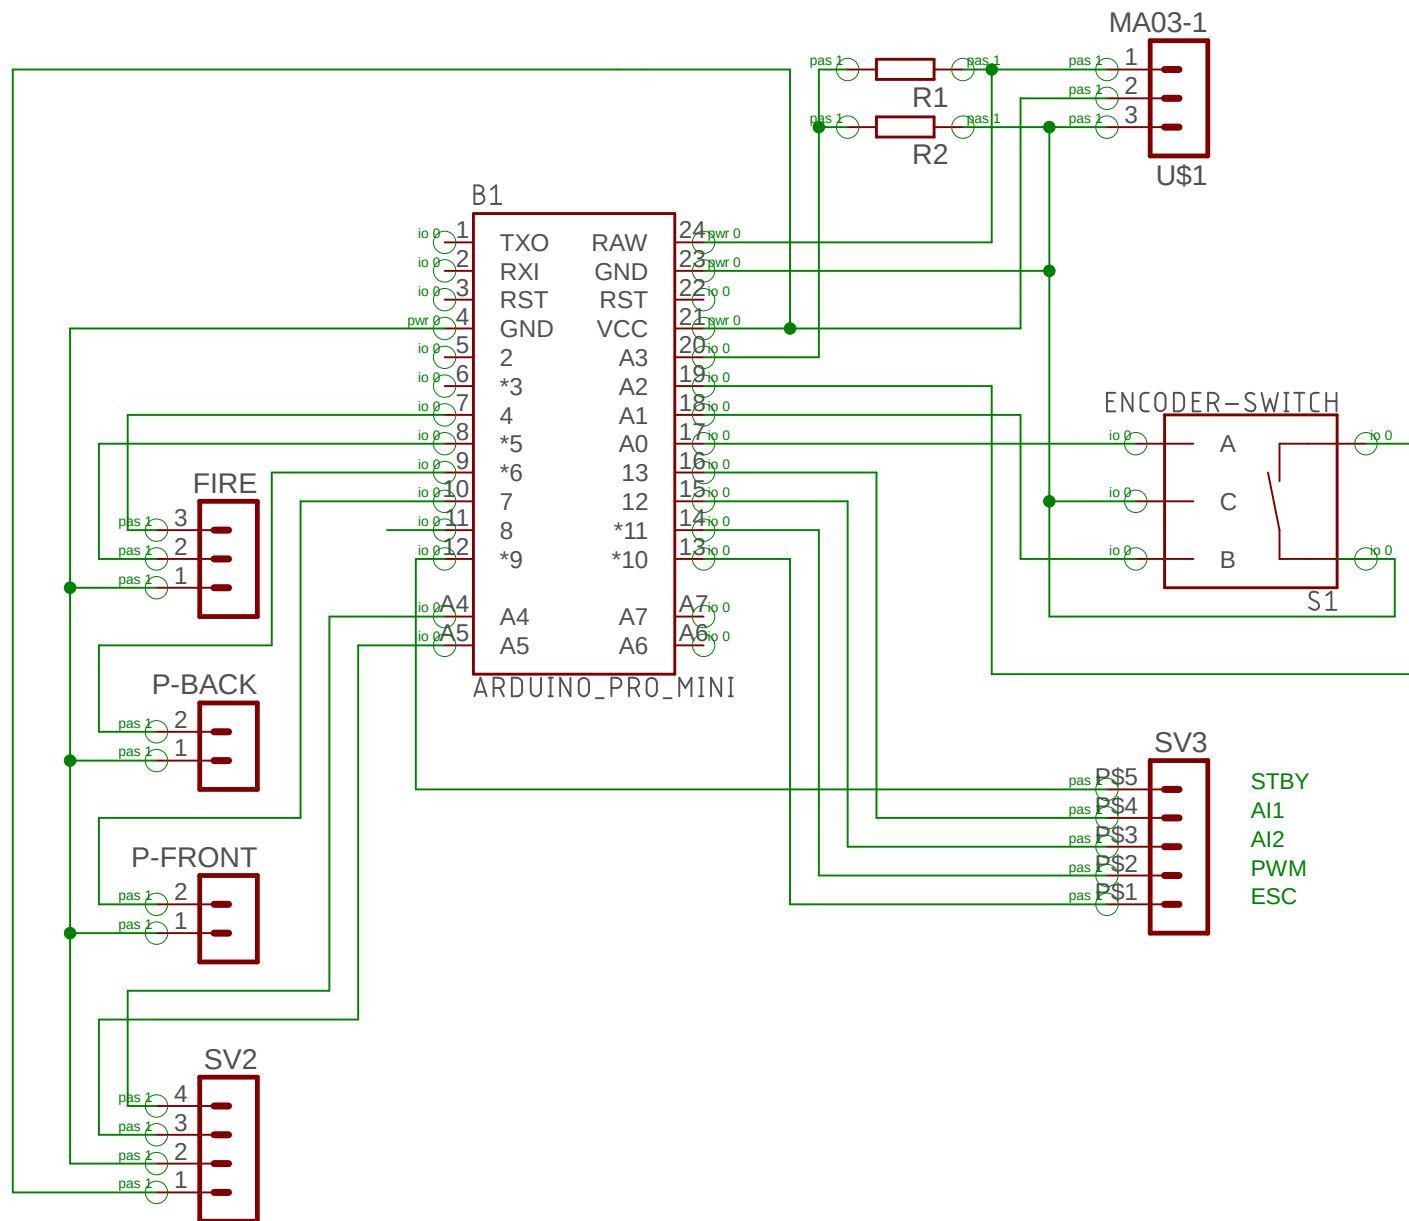 MA03-1
pas 1 pas 1 pas 1 1
R1
pas 1 2
pas 1 pas 1 pas 1 3
R2
U$1
B1
io 0 1 TXO RAW 24 pwr 0
io 0 2 RXI GND 23 pwr 0
io 0 3 RST RST 22 io 0
pwr 0 4 GND VCC 21 pwr 0
io 0 5 2 A3 20 io 0
io 0 6 *3 A2 19 io 0
io 0 7 4 A1 18 io 0
io 0 8 *5 A0 17 io 0
io 0 9 *6 13 16 io 0
io 0 10 7 12 15 io 0
io 0 11 8 *11 14 io 0
io 0 12 *9 *10 13 io 0
io 0 A4 A4 A7 A7 io 0
io 0 A5 A5 A6 A6 io 0
ARDUINO_PRO_MINI
ENCODER-SWITCH
io 0 A io 0
io 0 C
io 0 B io 0
S1
FIRE
pas 1 3
pas 1 2
pas 1 1
P-BACK
pas 1 2
pas 1 1
P-FRONT
pas 1 2
pas 1 1
SV3
pas 1 P$5 STBY
pas 1 P$4 AI1
pas 1 P$3 AI2
pas 1 P$2 PWM
pas 1 P$1 ESC
SV2
pas 1 4
pas 1 3
pas 1 2
pas 1 1